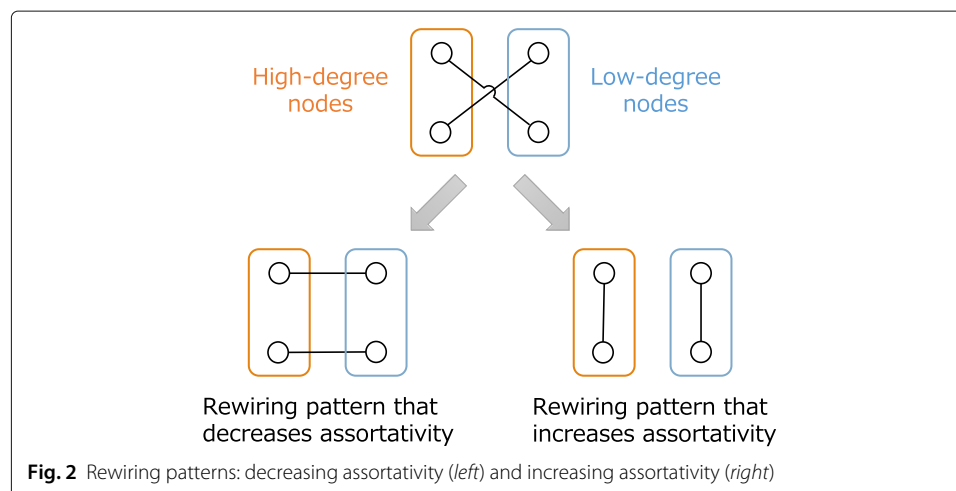 High-degree
nodes
Low-degree
nodes
Rewiring pattern that
decreases assortativity
Rewiring pattern that
increases assortativity
Fig. 2 Rewiring patterns: decreasing assortativity (left) and increasing assortativity (right)